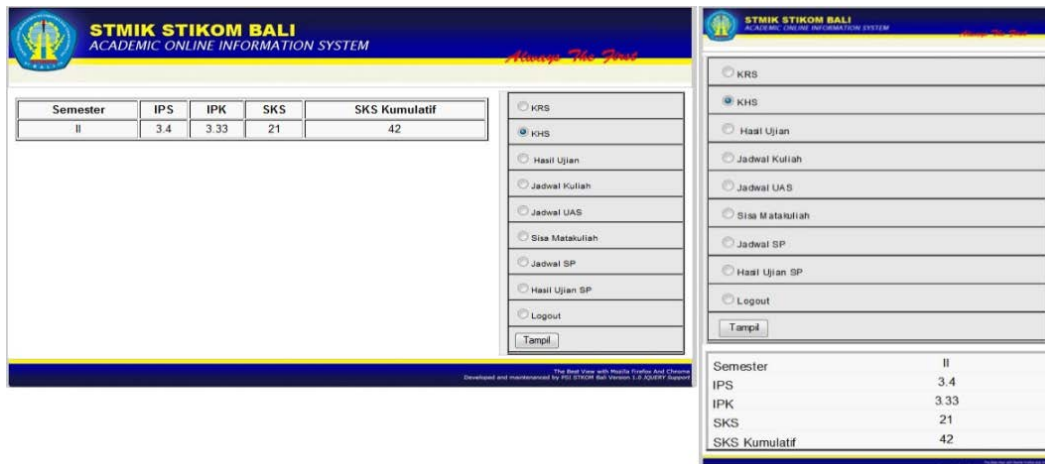 STMIK STIKOM BALI
ACADEMIC ONLINE INFORMATION SYSTEM
Always The First
Semester IPS IPK SKS SKS Kumulatif
II 3.4 3.33 21 42
KRS
KHS
Hasil Ujian
Jadwal Kuliah
Jadwal UAS
Sisa Matakuliah
Jadwal SP
Hasil Ujian SP
Logout
Tampil
The Best View with Mozilla Firefox And Chrome
Developed and maintenanced by PSI STIKOM Bali Version 1.0 JQUERY Support
STMIK STIKOM BALI
ACADEMIC ONLINE INFORMATION SYSTEM
Always The First
KRS
KHS
Hasil Ujian
Jadwal Kuliah
Jadwal UAS
Sisa Matakuliah
Jadwal SP
Hasil Ujian SP
Logout
Tampil
Semester II
IPS 3.4
IPK 3.33
SKS 21
SKS Kumulatif 42